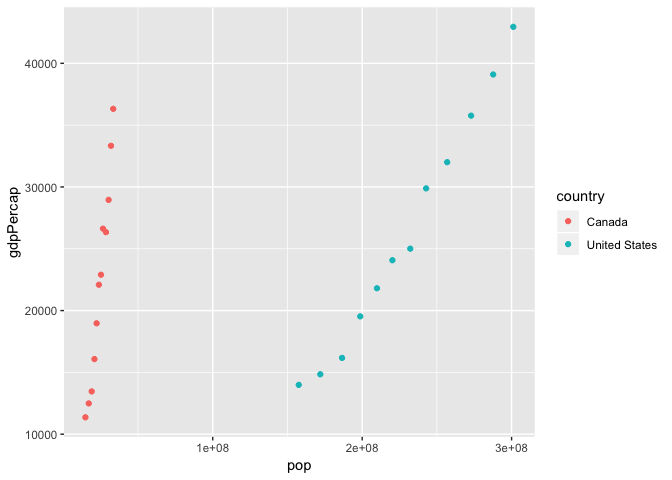 40000
30000
20000
10000
gdpPercap
1e+08
2e+08
3e+08
pop
country
Canada
United States